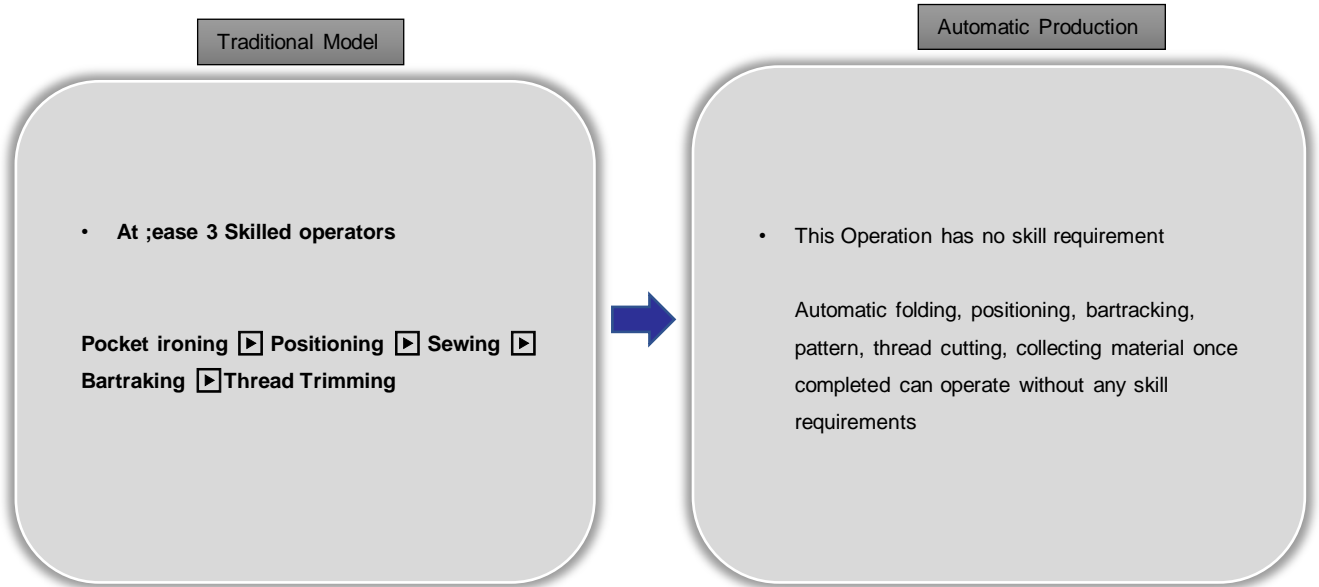 Traditional Model
• At ;ease 3 Skilled operators
Pocket ironing ▶ Positioning ▶ Sewing ▶
Bartraking ▶Thread Trimming
Automatic Production
• This Operation has no skill requirement
Automatic folding, positioning, bartracking,
pattern, thread cutting, collecting material once
completed can operate without any skill
requirements